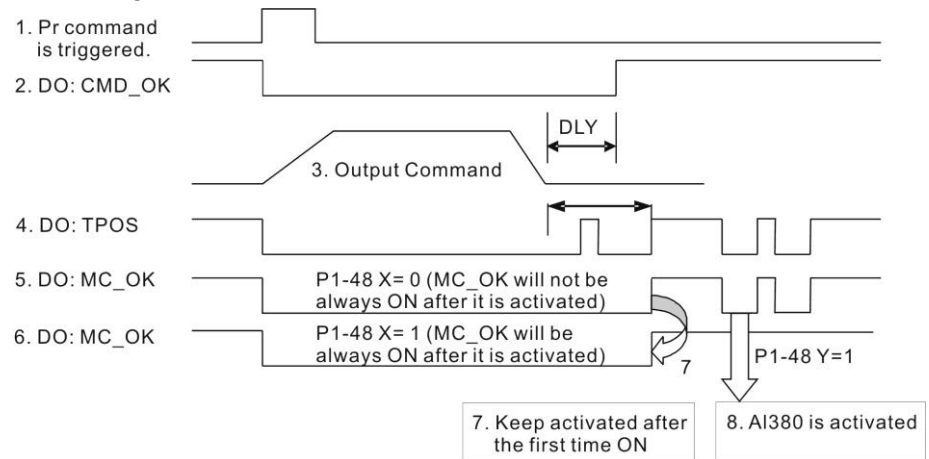 1. Pr command
is triggered.
2. DO: CMD_OK
DLY
3. Output Command
4. DO: TPOS
5. DO: MC_OK
P1-48 X= 0 (MC_OK will not be
always ON after it is activated)
6. DO: MC_OK
P1-48 X= 1 (MC_OK will be
always ON after it is activated)
7
P1-48 Y=1
7. Keep activated after
the first time ON
8. Al380 is activated